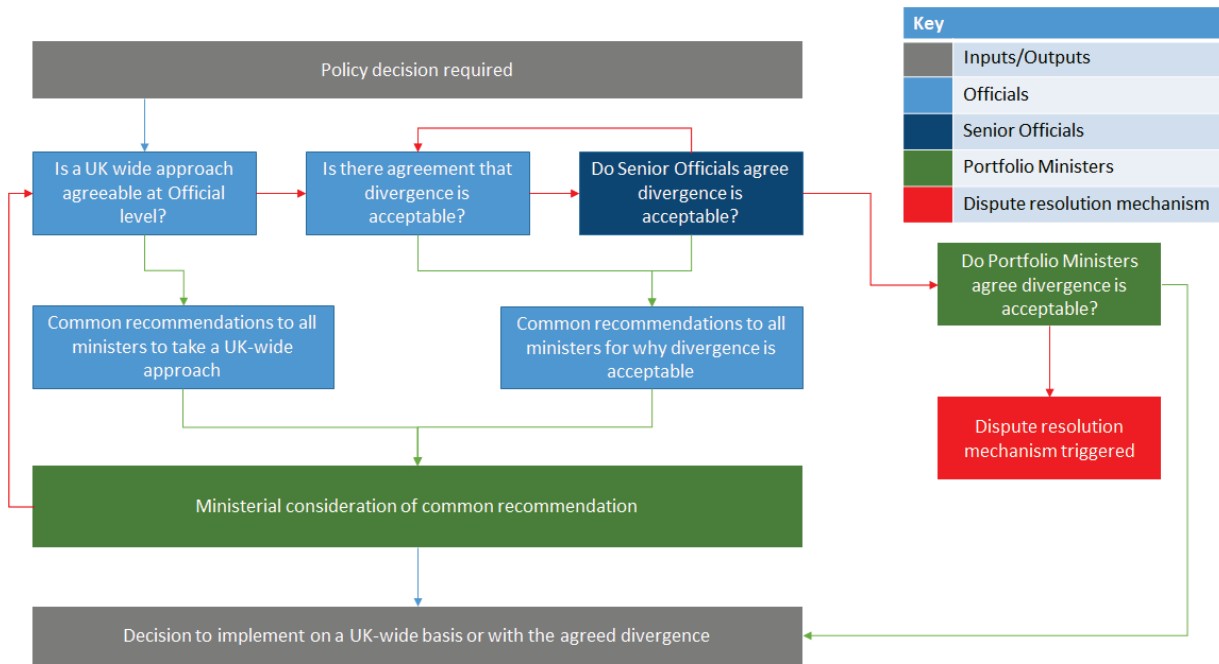 Key
Inputs/Outputs
Officials
Senior Officials
Portfolio Ministers
Dispute resolution mechanism
Policy decision required
Is a UK wide approach
agreeable at Official
level?
Is there agreement that
divergence is
acceptable?
Do Senior Officials agree
divergence is
acceptable?
Do Portfolio Ministers
agree divergence is
acceptable?
Common recommendations to all
ministers to take a UK-wide
approach
Common recommendations to all
ministers for why divergence is
acceptable
Dispute resolution
mechanism triggered
Ministerial consideration of common recommendation
Decision to implement on a UK-wide basis or with the agreed divergence